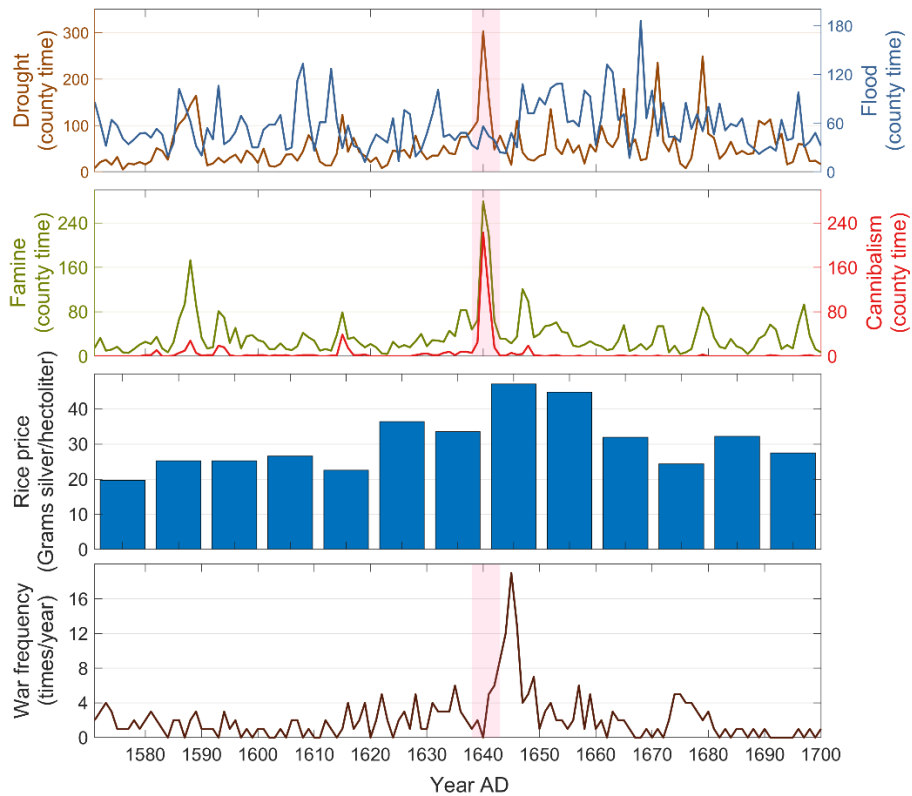 Drought
(county time)
300
200
100
0
180
120
60
0
Flood
(county time)
Famine
(county time)
240
160
80
0
240
160
80
0
Cannibalism
(county time)
Rice price
(Grams silver/hectoliter)
40
30
20
10
0
War frequency
(times/year)
16
12
8
4
0
1580 1590 1600 1610 1620 1630 1640 1650 1660 1670 1680 1690 1700
Year AD